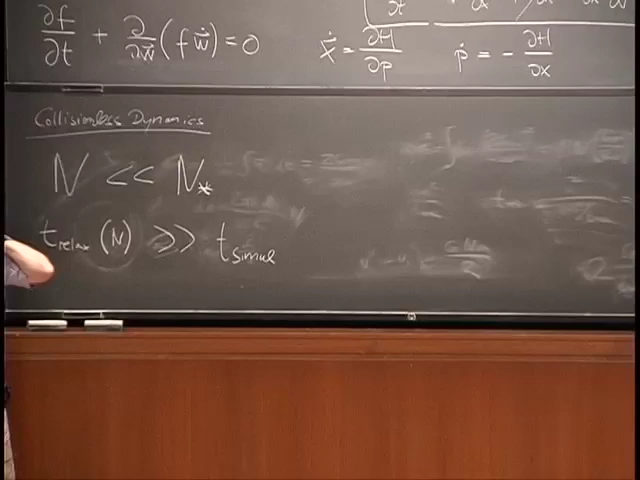 ∂f/∂t + ∂/∂w⃗ (f ẇ⃗) = 0
ẋ = ∂H/∂p ṗ = - ∂H/∂x
Collisionless Dynamics
N << N*
t_relax (N) >> t_simul